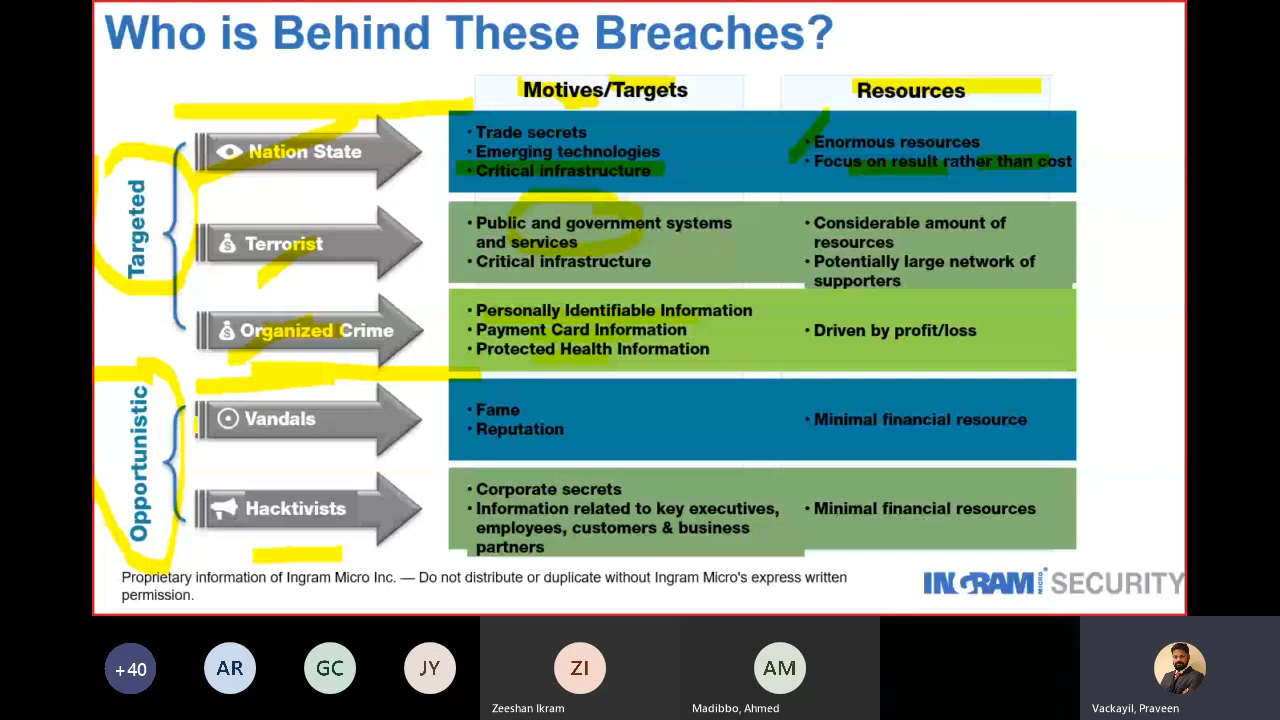 Who is Behind These Breaches?
Motives/Targets
Resources
Targeted
Nation State
• Trade secrets
• Emerging technologies
• Critical infrastructure
• Enormous resources
• Focus on result rather than cost
Terrorist
• Public and government systems
and services
• Critical infrastructure
• Considerable amount of
resources
• Potentially large network of
supporters
Organized Crime
• Personally Identifiable Information
• Payment Card Information
• Protected Health Information
• Driven by profit/loss
Opportunistic
Vandals
• Fame
• Reputation
• Minimal financial resource
Hacktivists
• Corporate secrets
• Information related to key executives,
employees, customers & business
partners
• Minimal financial resources
Proprietary information of Ingram Micro Inc. — Do not distribute or duplicate without Ingram Micro's express written
permission.
INGRAM MICRO SECURITY
+40
AR
GC
JY
ZI
AM
Zeeshan Ikram
Madibbo, Ahmed
Vackayil, Praveen